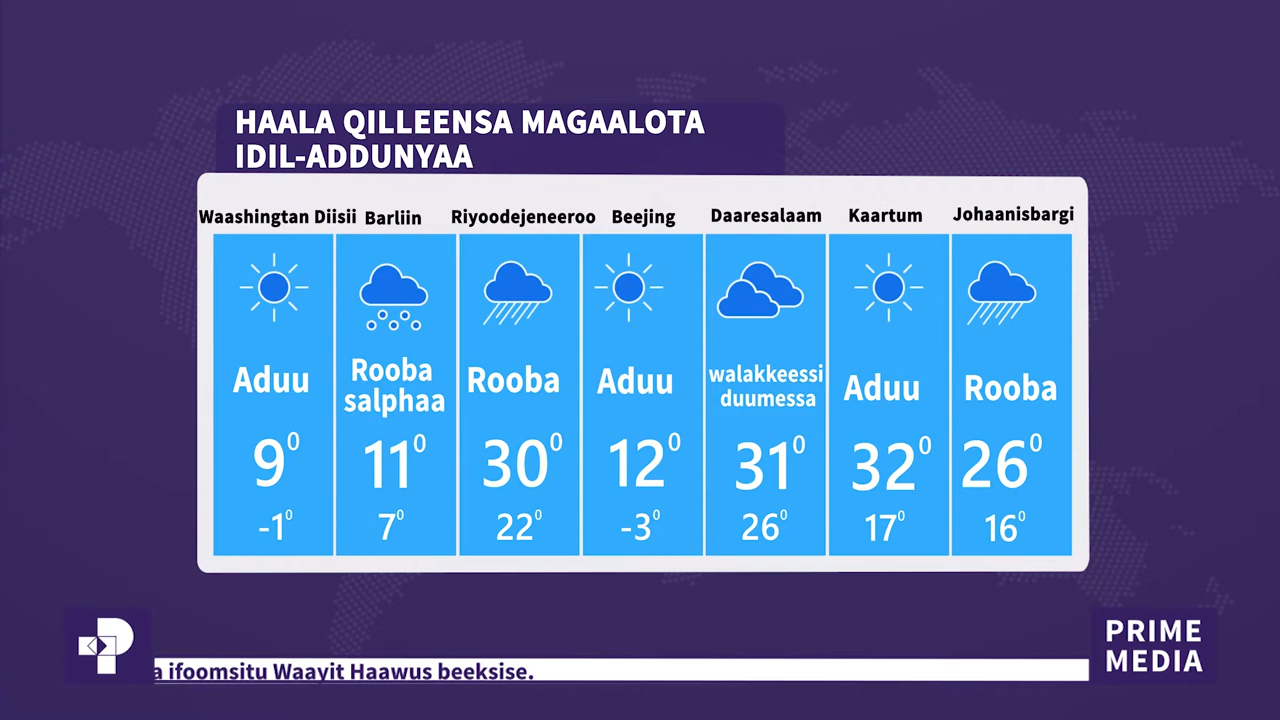 HAALA QILLEENSA MAGAALOTA
IDIL-ADDUNYAA
Waashingtan Diisii Barliin Riyoodejeneeroo Beejing Daaresalaam Kaartum Johaanisbargi
Aduu
Rooba
salphaa
Rooba
Aduu
walakkeessi
duumessa
Aduu
Rooba
9⁰ 11⁰ 30⁰ 12⁰ 31⁰ 32⁰ 26⁰
-1⁰ 7⁰ 22⁰ -3⁰ 26⁰ 17⁰ 16⁰
PRIME
MEDIA
a ifoomsitu Waayit Haawus beeksise.